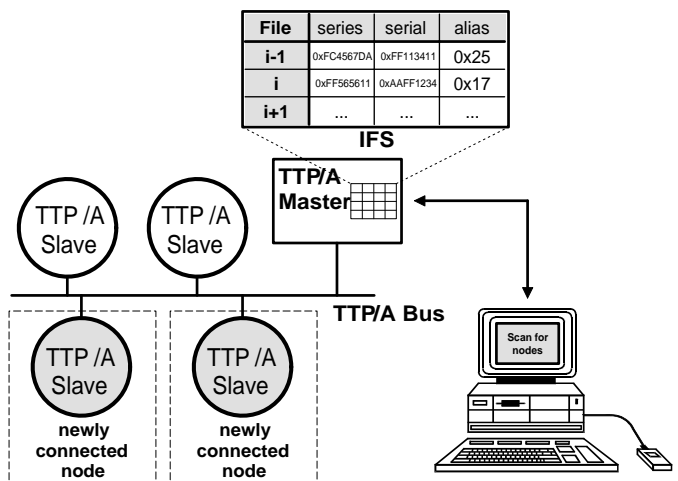 File series serial alias
i-1 0xFC4567DA 0xFF113411 0x25
i 0xFF565611 0xAAFF1234 0x17
i+1 ... ... ...
IFS
TTP/A
Master
TTP /A
Slave
TTP /A
Slave
TTP/A Bus
TTP /A
Slave
newly
connected
node
TTP /A
Slave
newly
connected
node
Scan for
nodes